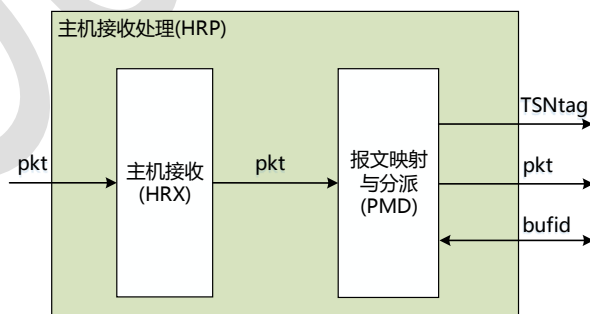 主机接收处理(HRP)
TSNtag
pkt
主机接收
(HRX)
pkt
报文映射
与分派
(PMD)
pkt
bufid